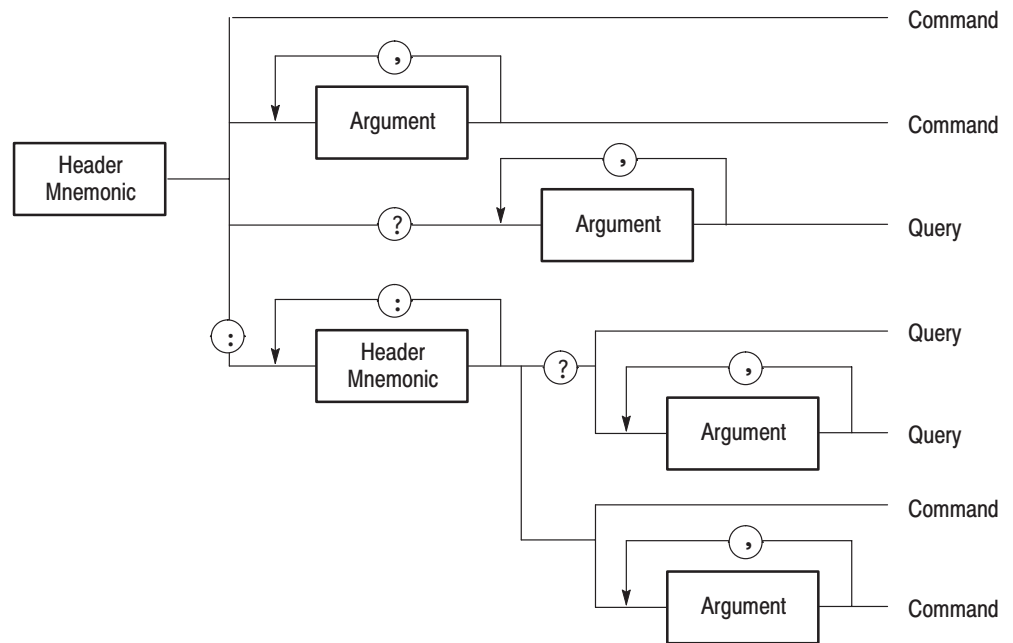 Command
,
Argument
Command
Header
Mnemonic
,
?
Argument
Query
:
:
Header
Mnemonic
?
Query
,
Argument
Query
Command
,
Argument
Command